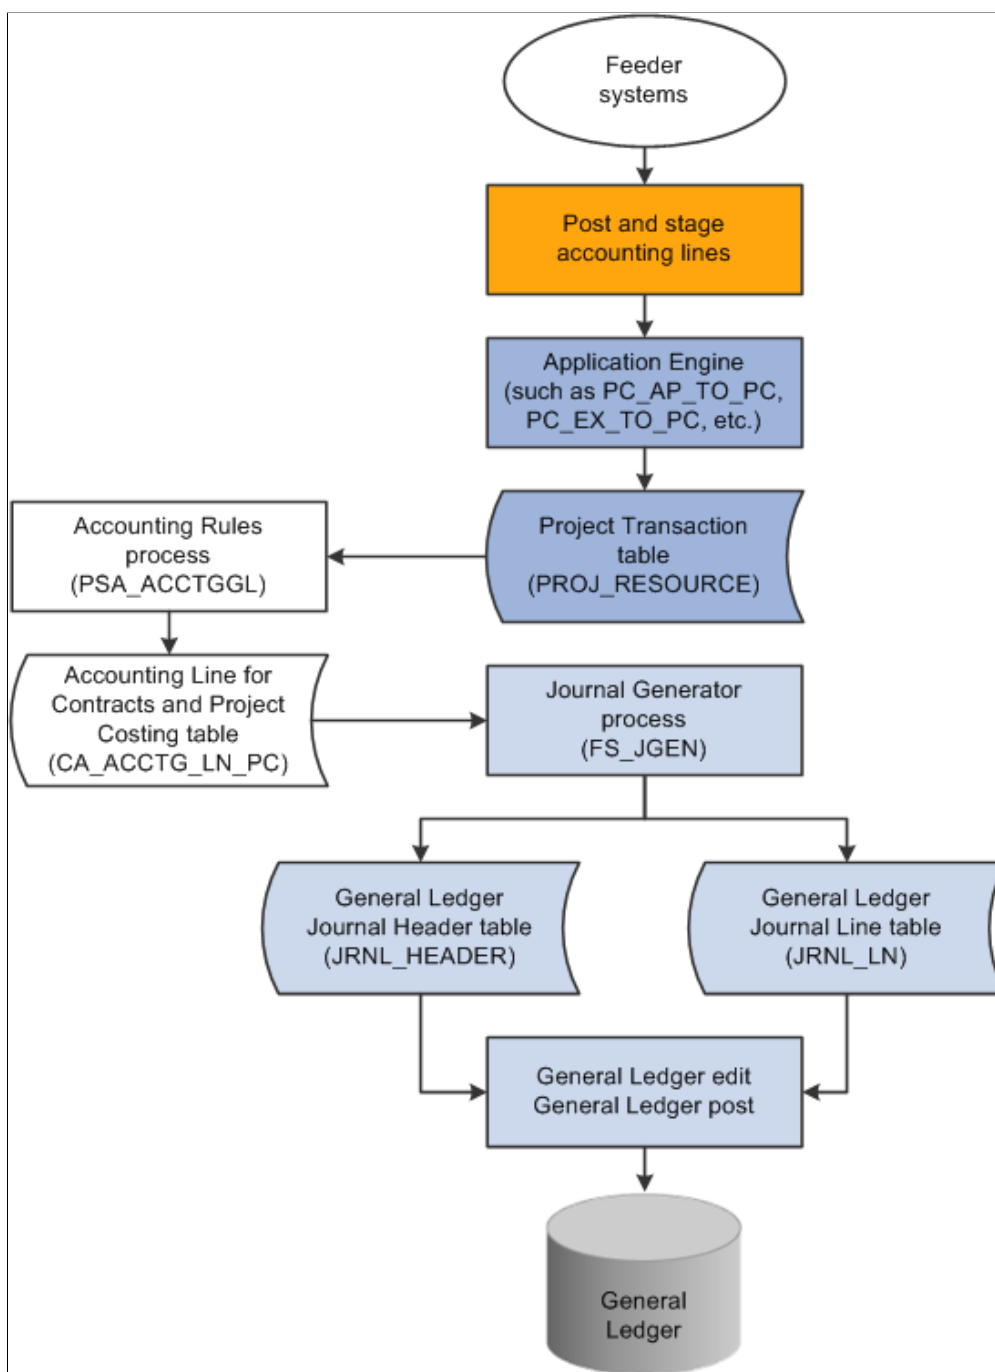 Feeder
systems
Post and stage
accounting lines
Application Engine
(such as PC_AP_TO_PC,
PC_EX_TO_PC, etc.)
Project Transaction
table
(PROJ_RESOURCE)
Accounting Rules
process
(PSA_ACCTGGL)
Accounting Line for
Contracts and Project
Costing table
(CA_ACCTG_LN_PC)
Journal Generator
process
(FS_JGEN)
General Ledger
Journal Header table
(JRNL_HEADER)
General Ledger
Journal Line table
(JRNL_LN)
General Ledger edit
General Ledger post
General
Ledger